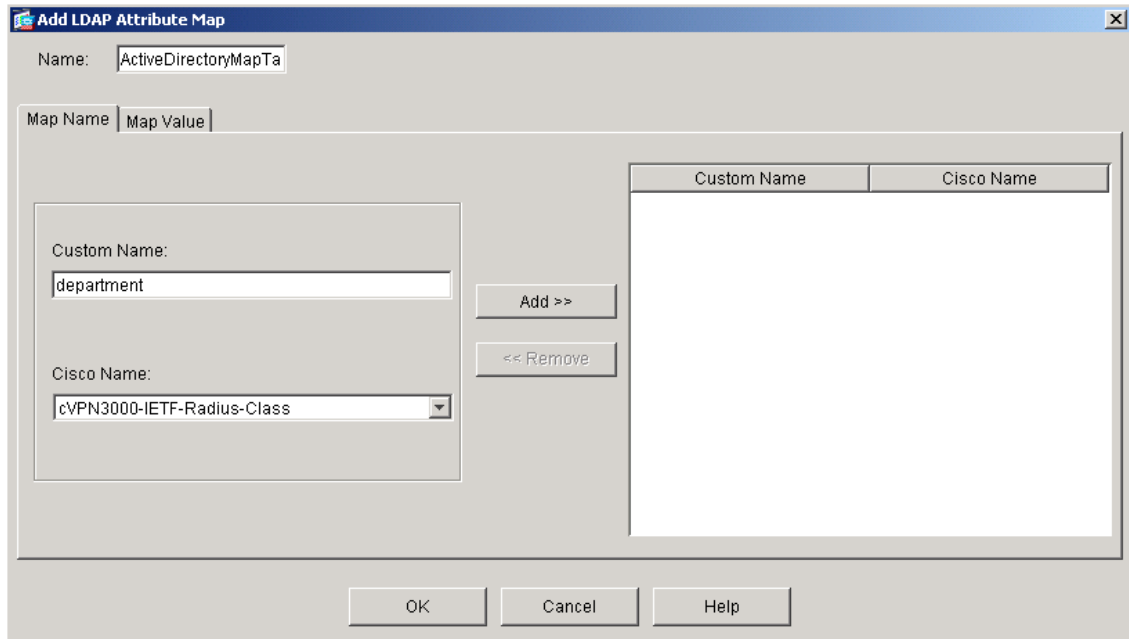 Add LDAP Attribute Map
Name: ActiveDirectoryMapTa
Map Name Map Value
Custom Name Cisco Name
Custom Name:
department
Add >>
<< Remove
Cisco Name:
cVPN3000-IETF-Radius-Class
OK Cancel Help